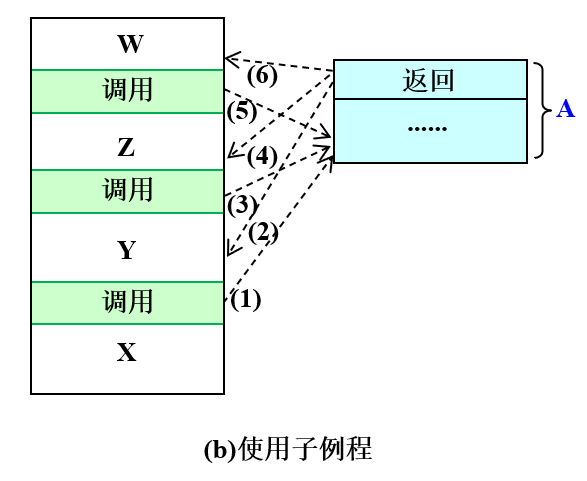 W
(6)
返回
调用
(5)
......
A
Z
(4)
调用
(3)
(2)
Y
调用
(1)
X
(b)使用子例程